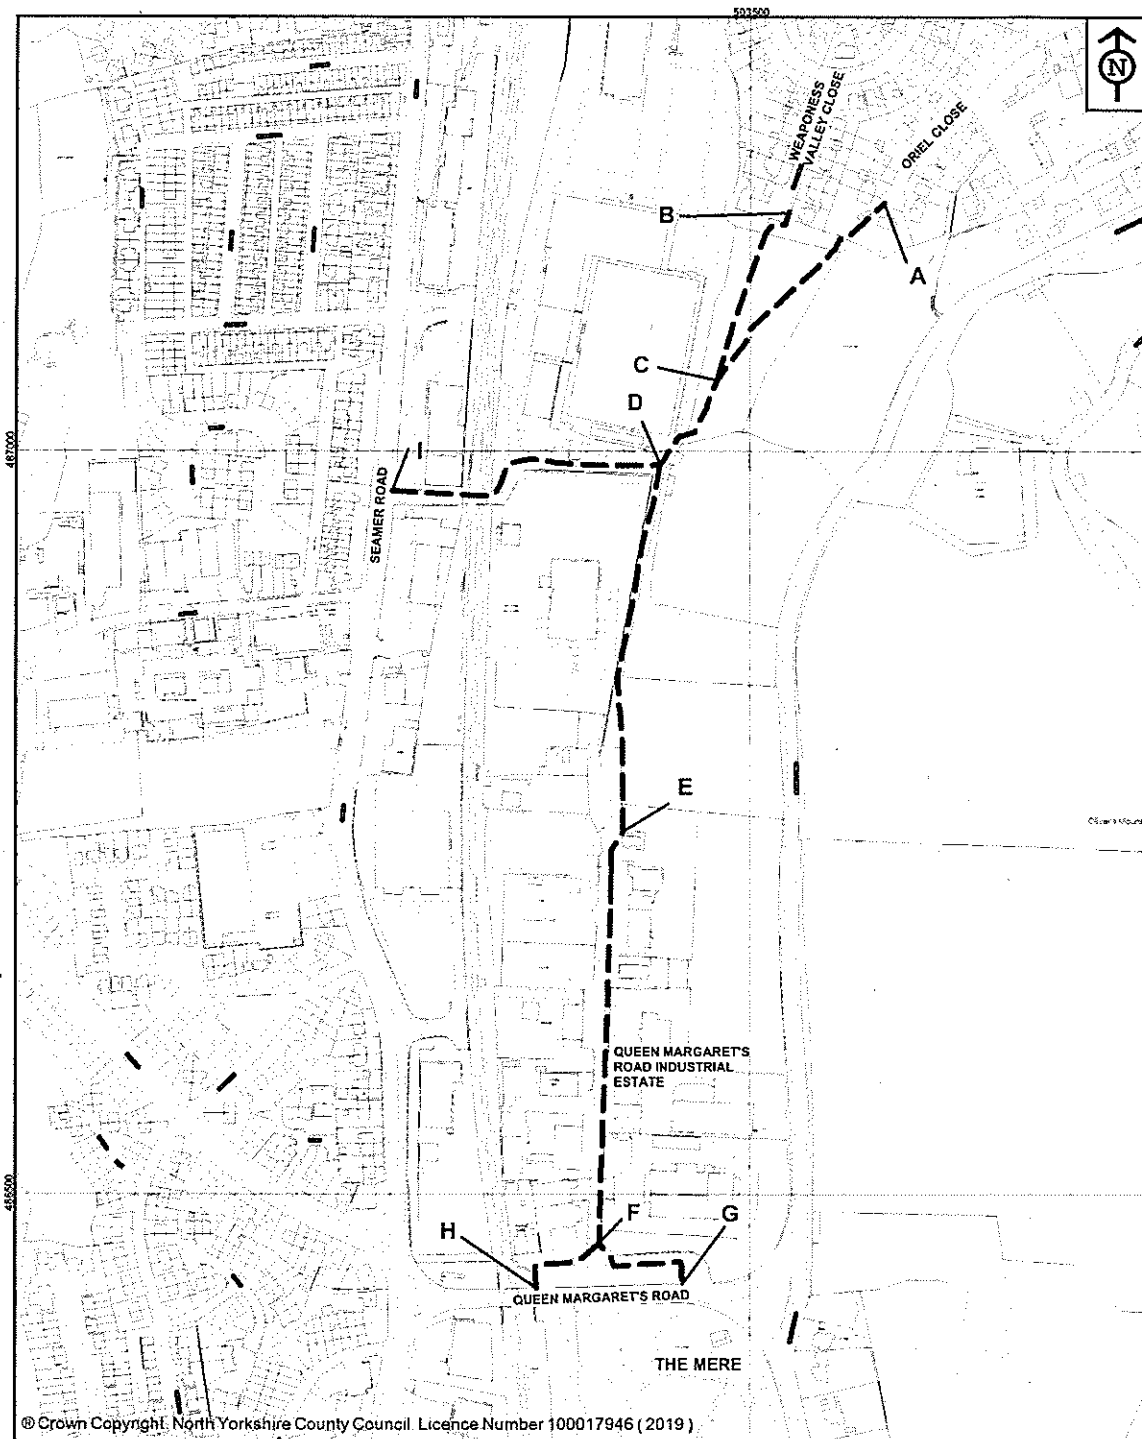 503500
N
WEAPONESS
VALLEY CLOSE
ORIEL CLOSE
B
A
C
D
487000
SEAMER ROAD
E
QUEEN MARGARET'S
ROAD INDUSTRIAL
ESTATE
486500
F
G
H
QUEEN MARGARET'S ROAD
THE MERE
© Crown Copyright. North Yorkshire County Council. Licence Number 100017946 ( 2019 )